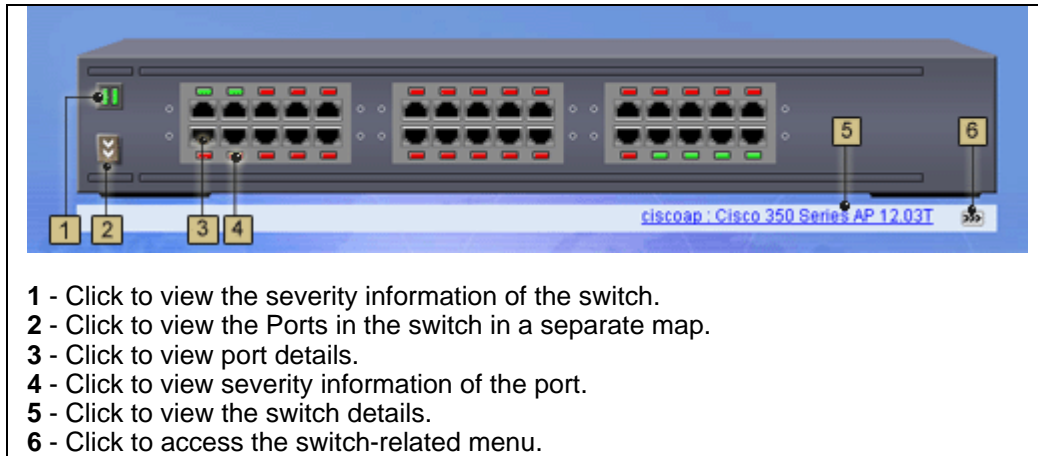 5
6
1
2
3
4
ciscoap : Cisco 350 Series AP 12.03T
1 - Click to view the severity information of the switch.
2 - Click to view the Ports in the switch in a separate map.
3 - Click to view port details.
4 - Click to view severity information of the port.
5 - Click to view the switch details.
6 - Click to access the switch-related menu.